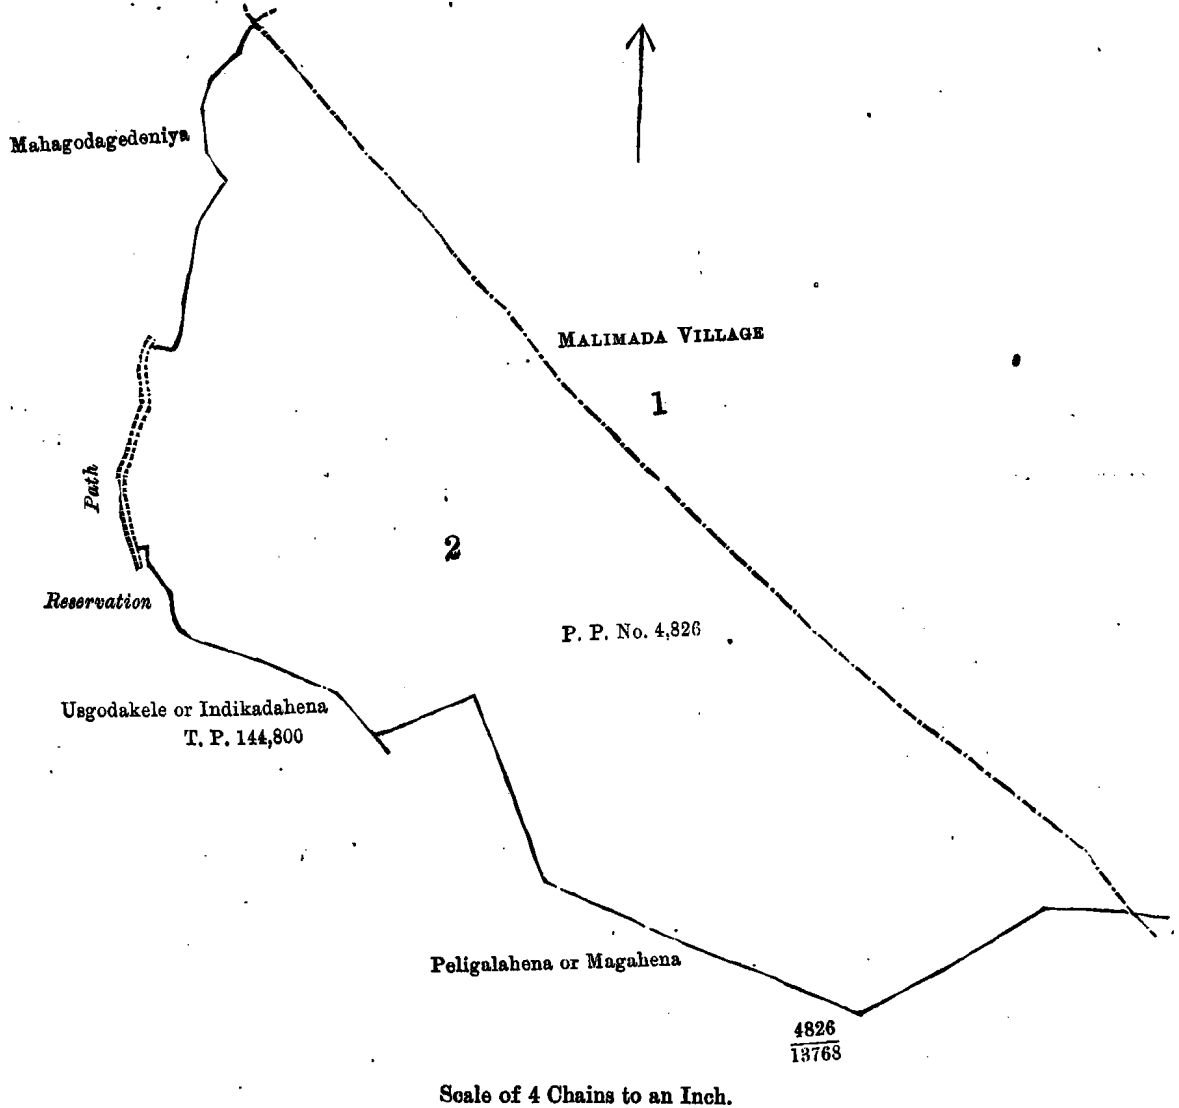 Mahagodagedeniya
MALIMADA VILLAGE
1
Path
2
Reservation
P. P. No. 4,826
Usgodakele or Indikadahena
T. P. 144,800
Peligalahena or Magahena
4826
13768
Scale of 4 Chains to an Inch.